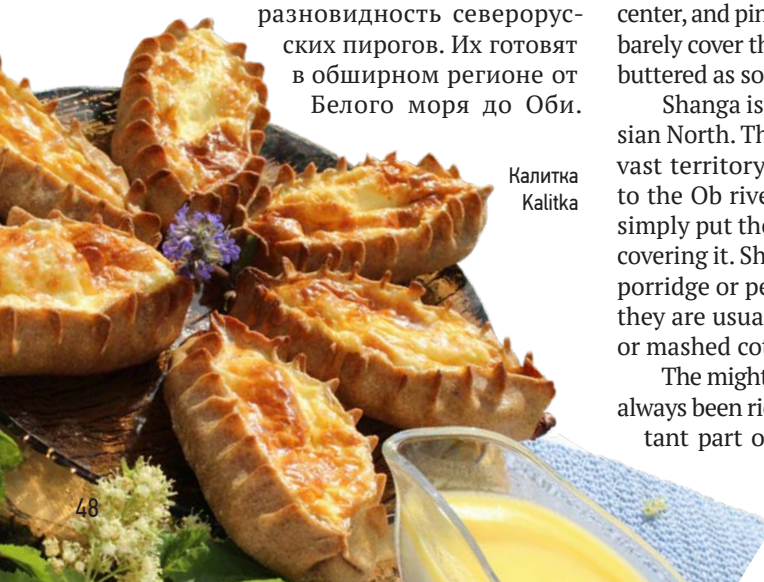 разновидность северорус-
ских пирогов. Их готовят
в обширном регионе от
Белого моря до Оби.
Калитка
Kalitka
center, and pin
barely cover th
buttered as so
Shanga is
sian North. Th
vast territory
to the Ob rive
simply put the
covering it. Sh
porridge or pe
they are usua
or mashed cot
The might
always been ri
tant part o
48